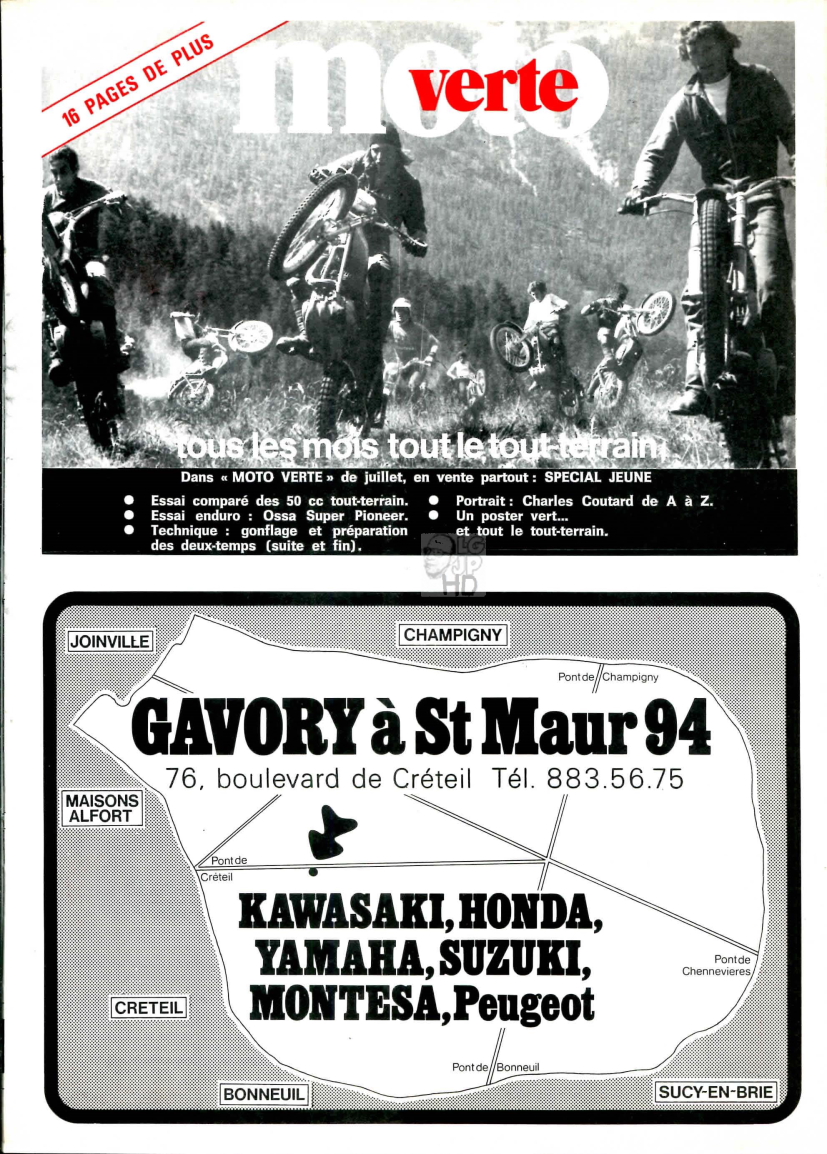 16 PAGES DE PLUS
moto
verte
tous les mois tout le tout-terrain
Dans « MOTO VERTE » de juillet, en vente partout : SPECIAL JEUNE
● Essai comparé des 50 cc tout-terrain.
● Essai enduro : Ossa Super Pioneer.
● Technique : gonflage et préparation
des deux-temps (suite et fin).
● Portrait : Charles Coutard de A à Z.
● Un poster vert...
et tout le tout-terrain.
LG
JP
HD
JOINVILLE
CHAMPIGNY
Pont de Champigny
GAVORY à St Maur 94
76, boulevard de Créteil Tél. 883.56.75
MAISONS
ALFORT
Pont de
Créteil
KAWASAKI, HONDA,
YAMAHA, SUZUKI,
MONTESA, Peugeot
Pont de
Chennevieres
CRETEIL
Pont de Bonneuil
BONNEUIL
SUCY-EN-BRIE